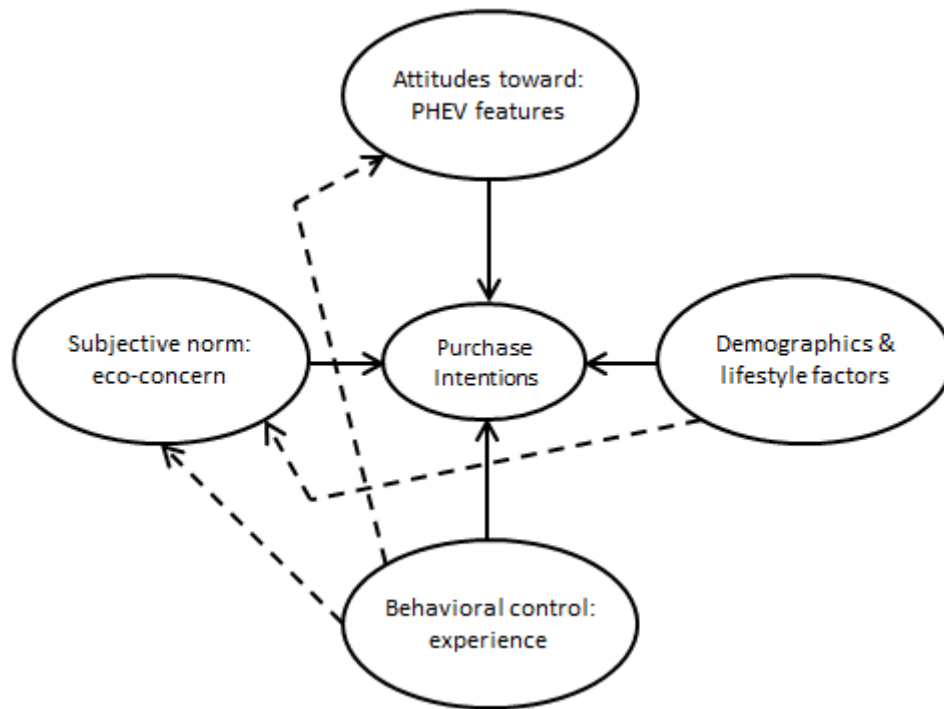 Attitudes toward:
PHEV features
Subjective norm:
eco-concern
Purchase
Intentions
Demographics &
lifestyle factors
Behavioral control:
experience